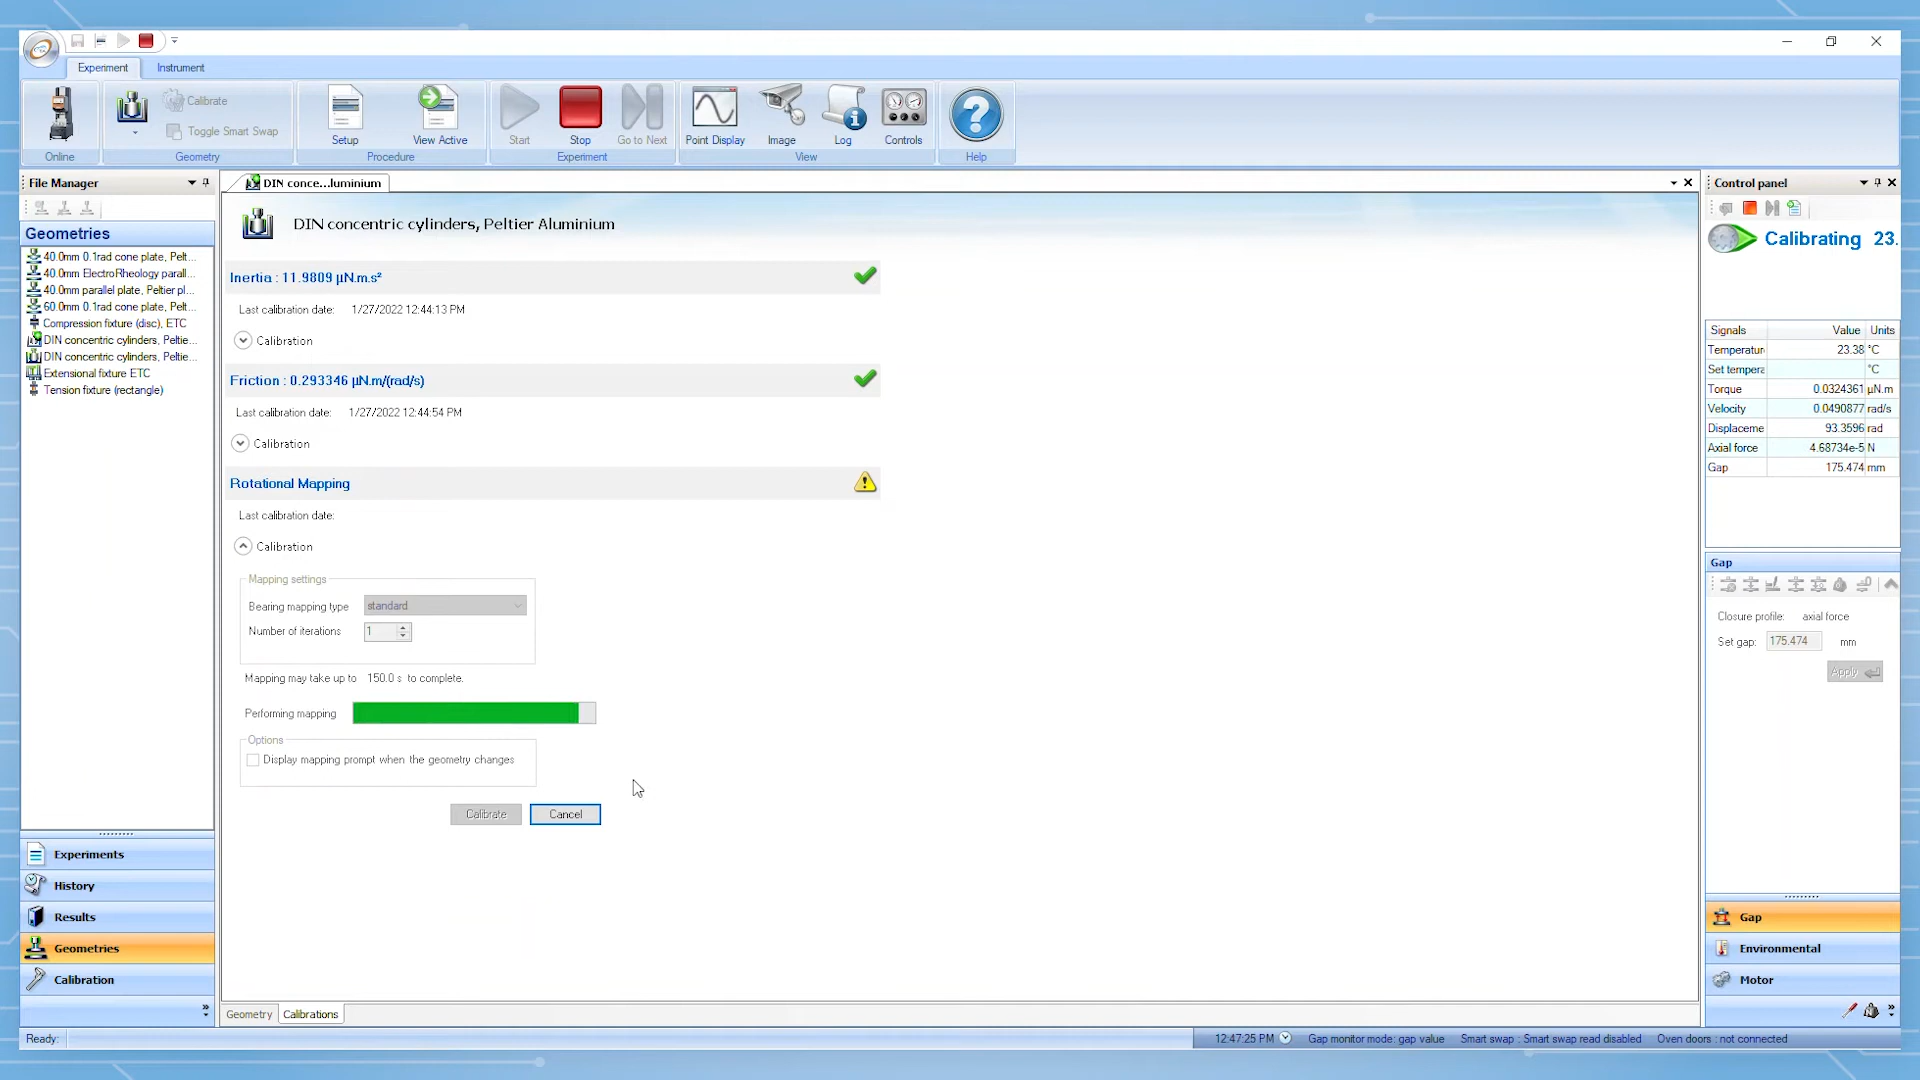 Experiment
Instrument
Calibrate
Toggle Smart Swap
Setup
View Active
Start
Stop
Go to Next
Point Display
Image
Log
Controls
Online
Geometry
Procedure
Experiment
View
Help
File Manager
DIN conce...luminium
Control panel
Geometries
40.0mm 0.1rad cone plate, Pelt...
40.0mm ElectroRheology parall...
40.0mm parallel plate, Peltier pl...
60.0mm 0.1rad cone plate, Pelt...
Compression fixture (disc), ETC
DIN concentric cylinders, Peltie...
DIN concentric cylinders, Peltie...
Extensional fixture ETC
Tension fixture (rectangle)
Experiments
History
Results
Geometries
Calibration
DIN concentric cylinders, Peltier Aluminium
Inertia : 11.9809 µN.m.s²
Last calibration date: 1/27/2022 12:44:13 PM
Calibration
Friction : 0.293346 µN.m/(rad/s)
Last calibration date: 1/27/2022 12:44:54 PM
Calibration
Rotational Mapping
Last calibration date:
Calibration
Mapping settings
Bearing mapping type standard
Number of iterations 1
Mapping may take up to 150.0 s to complete.
Performing mapping
Options
Display mapping prompt when the geometry changes
Calibrate
Cancel
Geometry
Calibrations
Calibrating 23.
Signals Value Units
Temperatur 23.38 °C
Set tempera °C
Torque 0.0324361 µN.m
Velocity 0.0490877 rad/s
Displaceme 93.3596 rad
Axial force 4.68734e-5 N
Gap 175.474 mm
Gap
Closure profile: axial force
Set gap: 175.474 mm
Apply
Gap
Environmental
Motor
Ready:
12:47:25 PM
Gap monitor mode: gap value
Smart swap : Smart swap read disabled
Oven doors : not connected